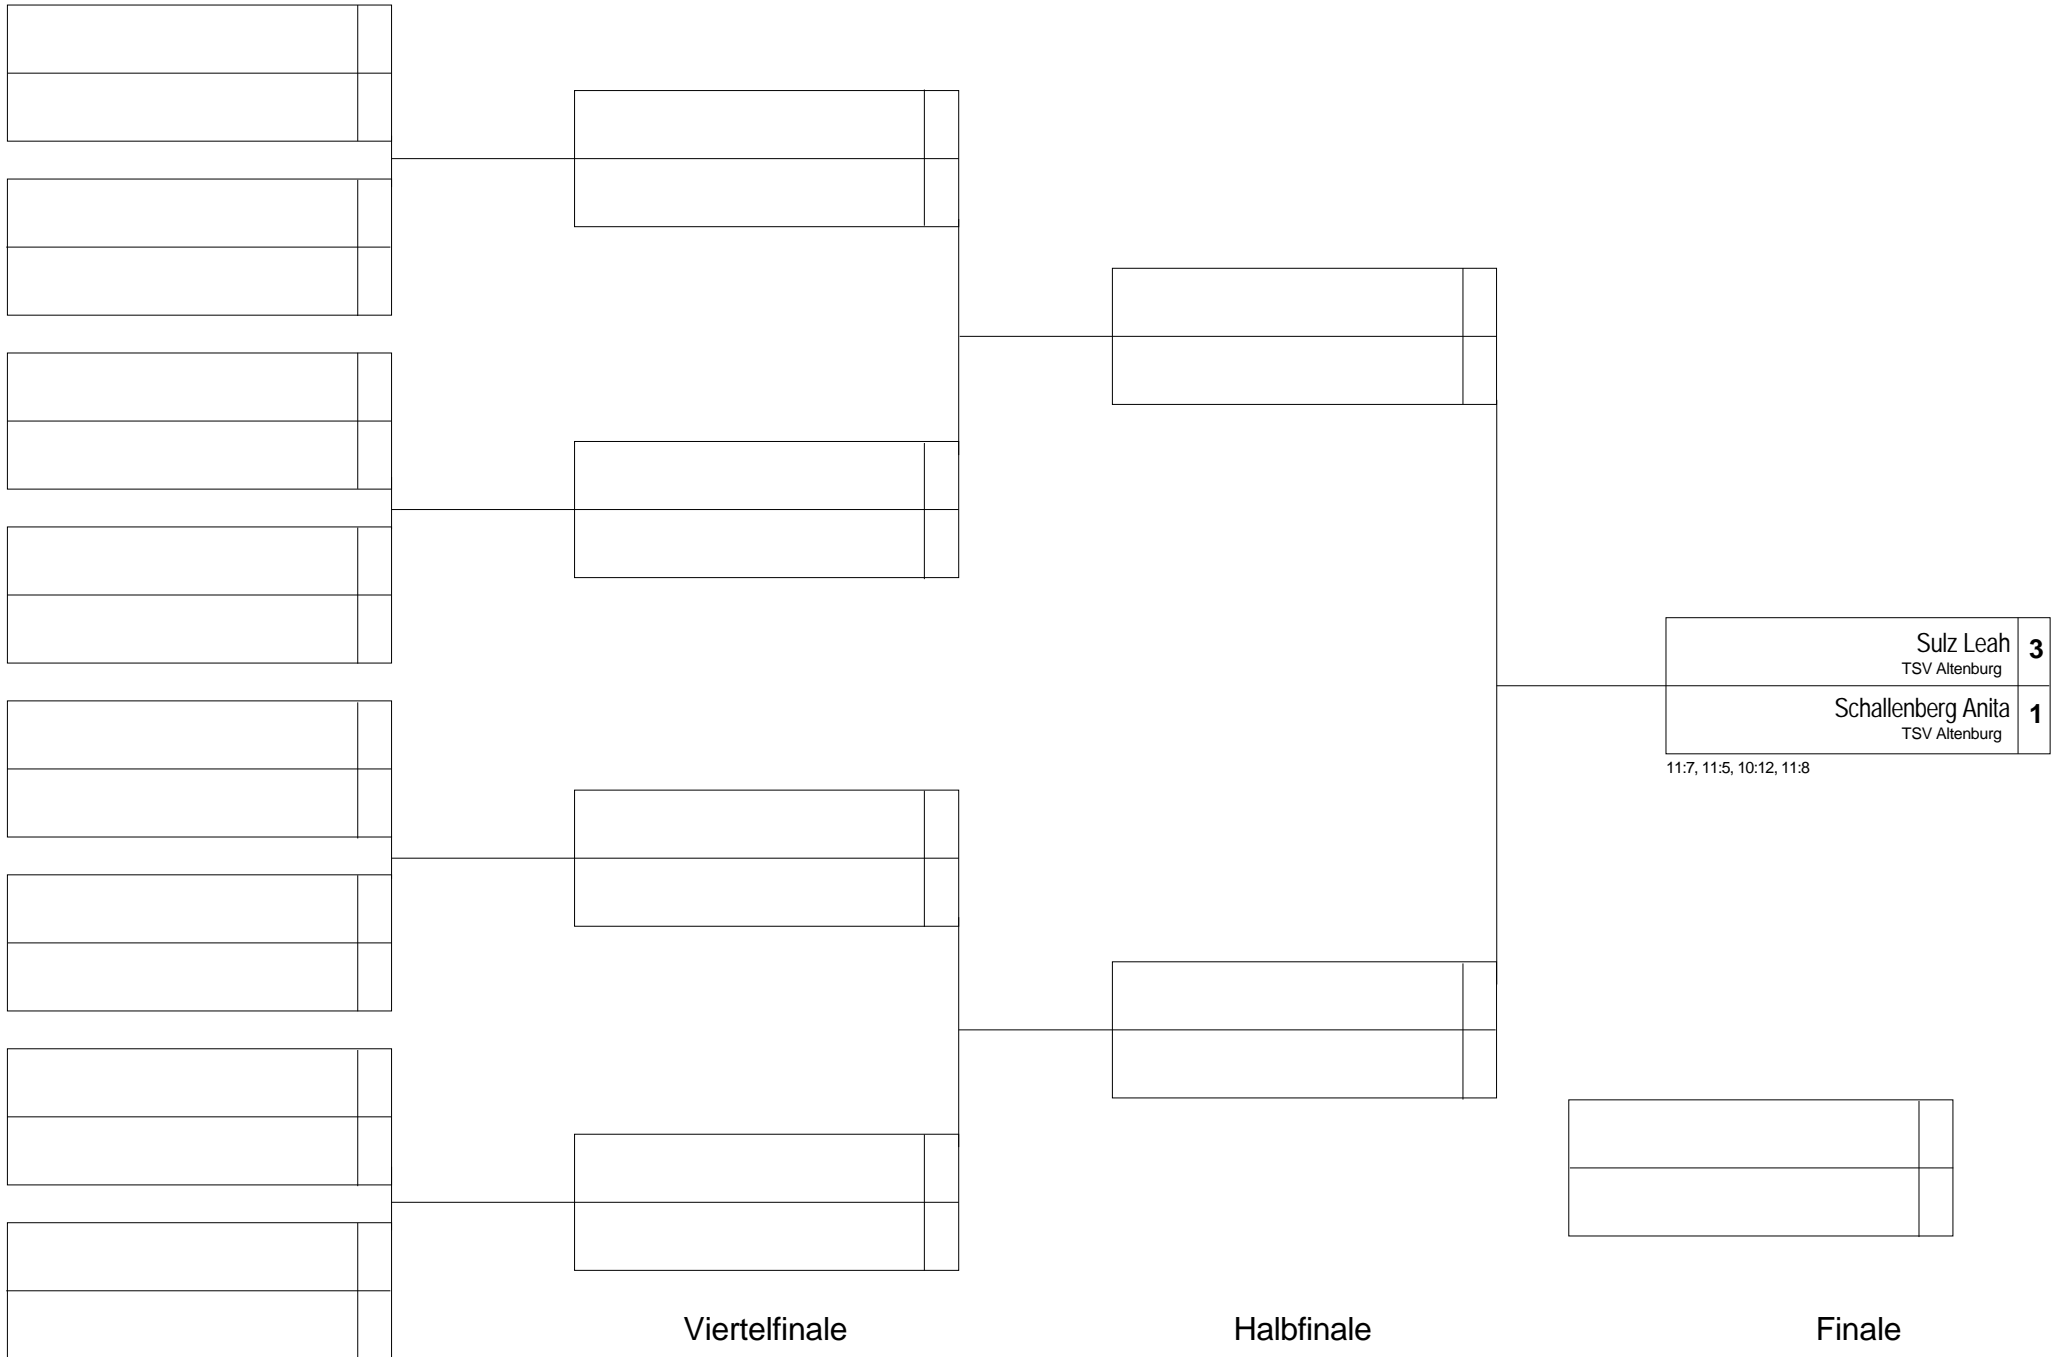 Sulz Leah 3
TSV Altenburg
Schallenberg Anita 1
TSV Altenburg
11:7, 11:5, 10:12, 11:8
Viertelfinale Halbfinale Finale